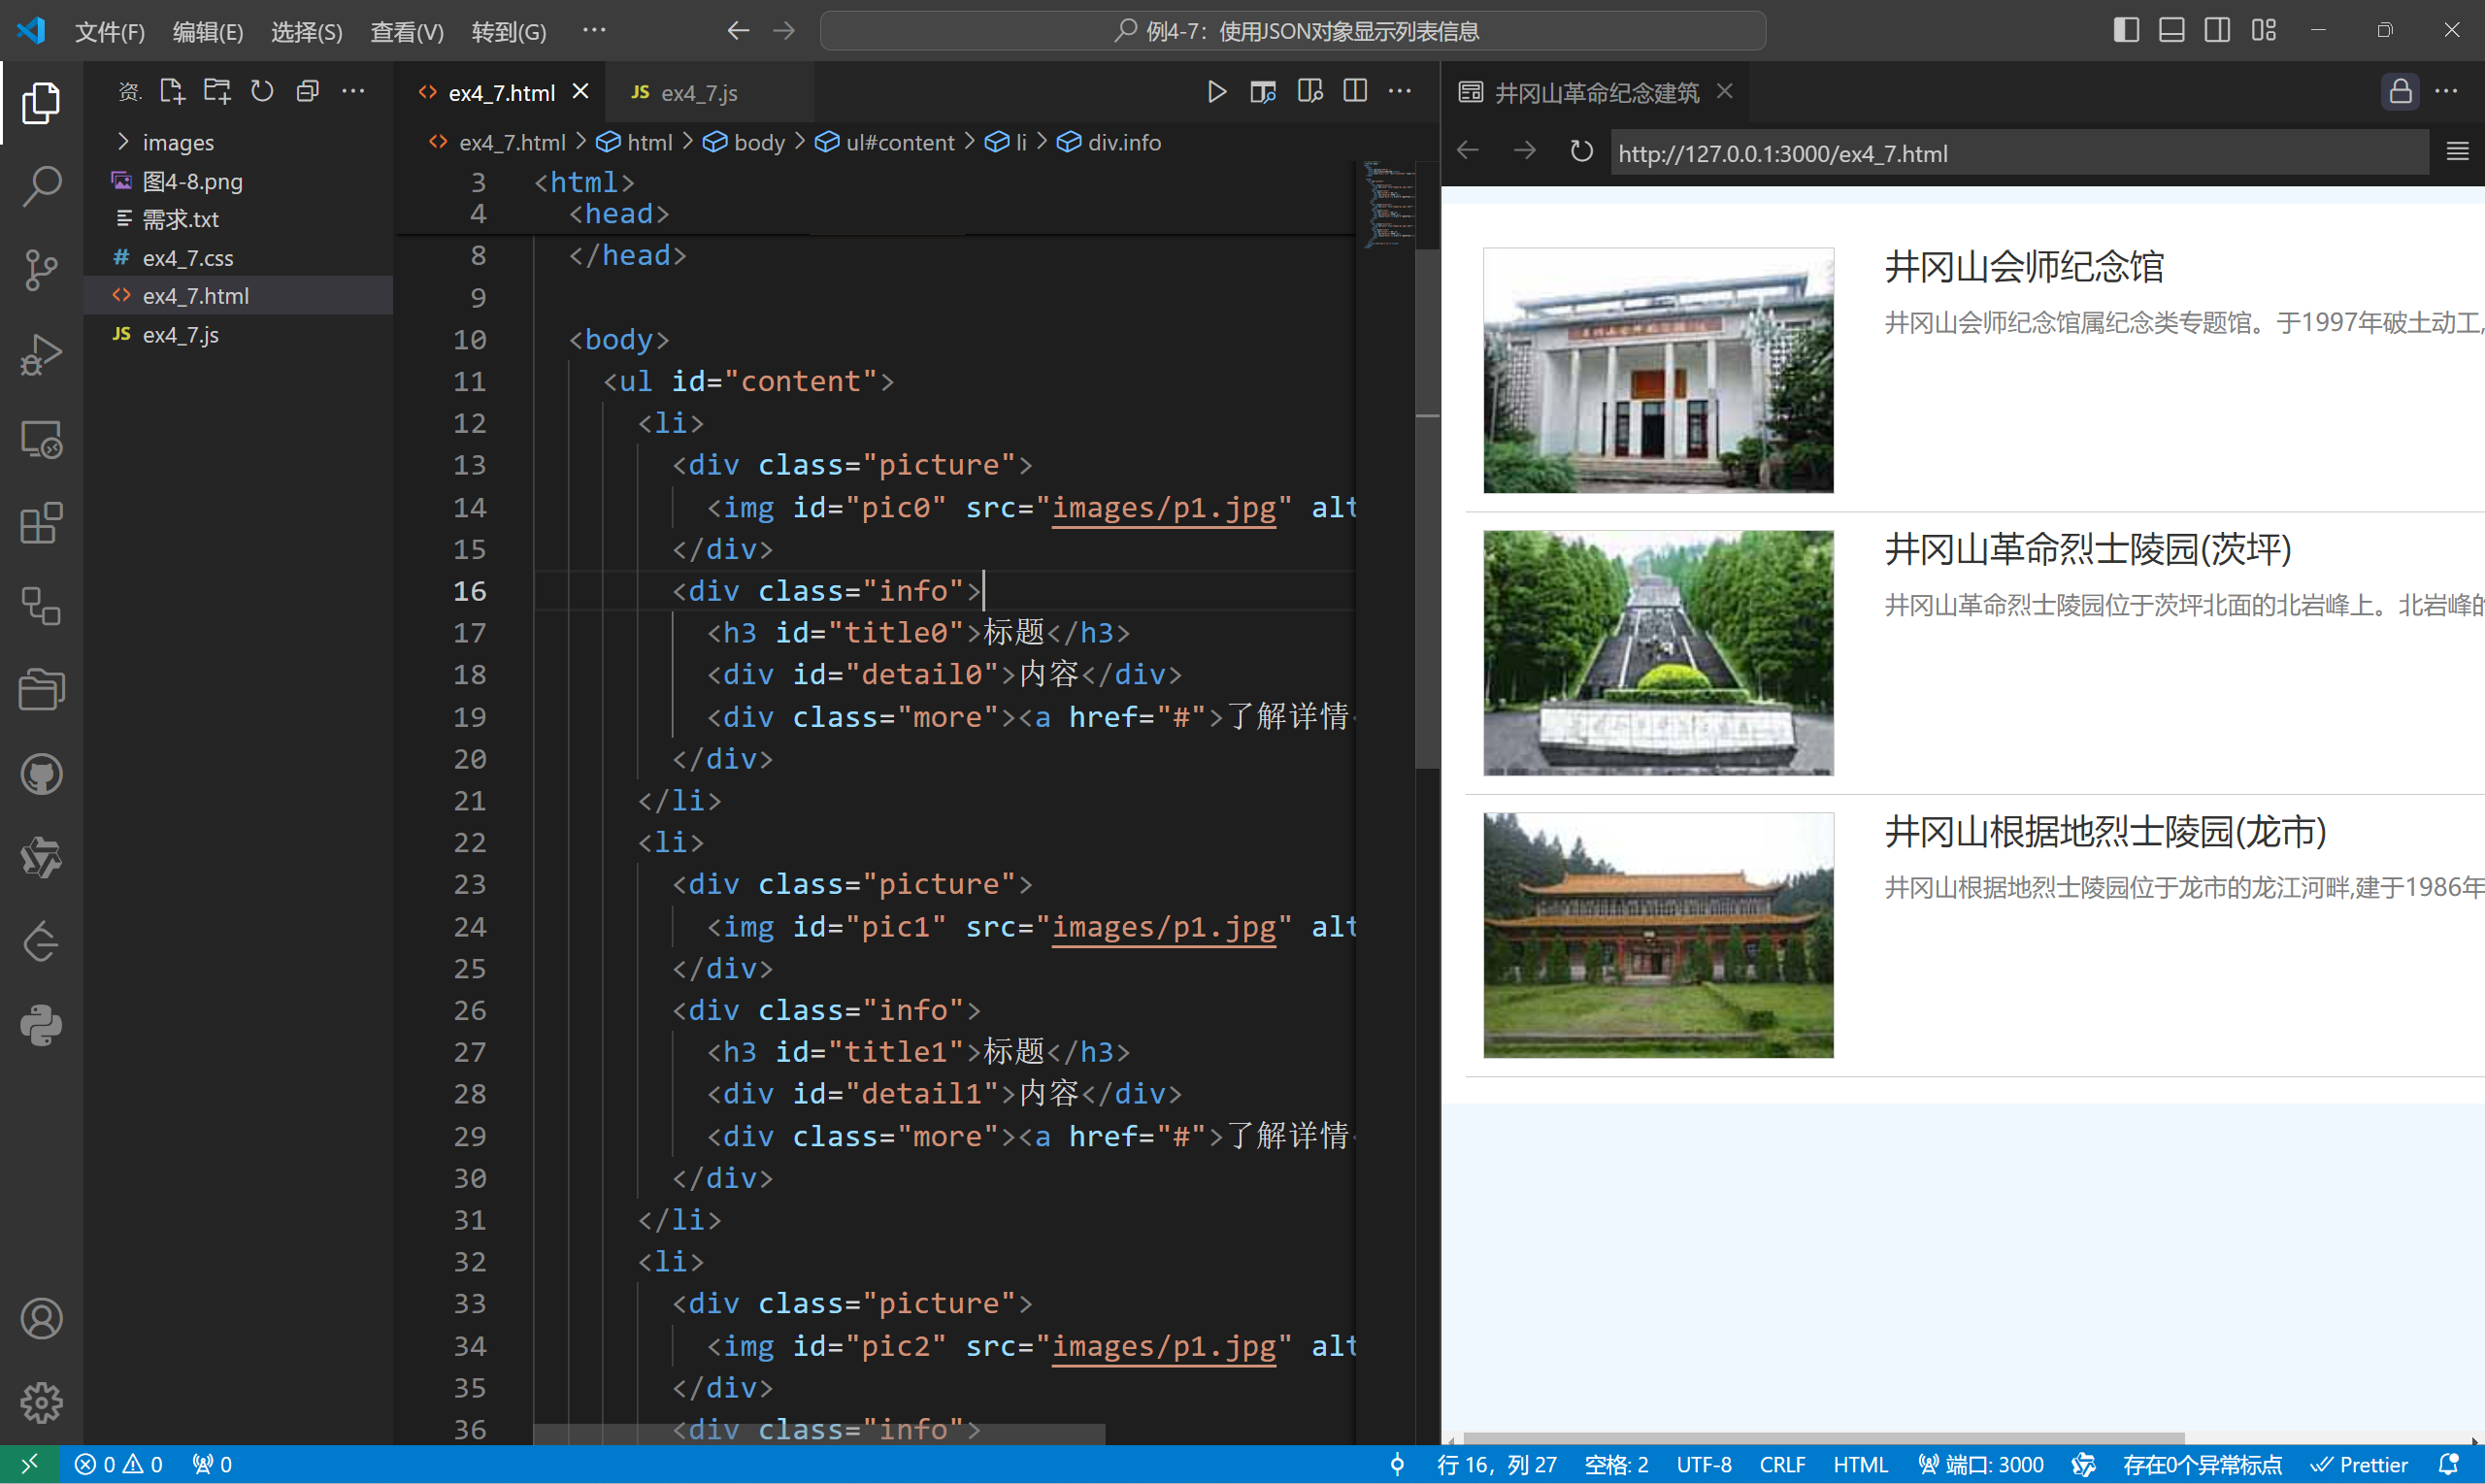 文件(F) 编辑(E) 选择(S) 查看(V) 转到(G) ··· 例4-7：使用JSON对象显示列表信息
资.
images
图4-8.png
需求.txt
# ex4_7.css
<> ex4_7.html
JS ex4_7.js
<> ex4_7.html
JS ex4_7.js
<> ex4_7.html > html > body > ul#content > li > div.info
3 <html>
4 <head>
8 </head>
9
10 <body>
11 <ul id="content">
12 <li>
13 <div class="picture">
14 <img id="pic0" src="images/p1.jpg" alt
15 </div>
16 <div class="info">
17 <h3 id="title0">标题</h3>
18 <div id="detail0">内容</div>
19 <div class="more"><a href="#">了解详情
20 </div>
21 </li>
22 <li>
23 <div class="picture">
24 <img id="pic1" src="images/p1.jpg" alt
25 </div>
26 <div class="info">
27 <h3 id="title1">标题</h3>
28 <div id="detail1">内容</div>
29 <div class="more"><a href="#">了解详情
30 </div>
31 </li>
32 <li>
33 <div class="picture">
34 <img id="pic2" src="images/p1.jpg" alt
35 </div>
36 <div class="info">
井冈山革命纪念建筑
http://127.0.0.1:3000/ex4_7.html
井冈山会师纪念馆
井冈山会师纪念馆属纪念类专题馆。于1997年破土动工,
井冈山革命烈士陵园(茨坪)
井冈山革命烈士陵园位于茨坪北面的北岩峰上。北岩峰的
井冈山根据地烈士陵园(龙市)
井冈山根据地烈士陵园位于龙市的龙江河畔,建于1986年
0 0 0 行 16，列 27 空格: 2 UTF-8 CRLF HTML 端口: 3000 存在0个异常标点 Prettier